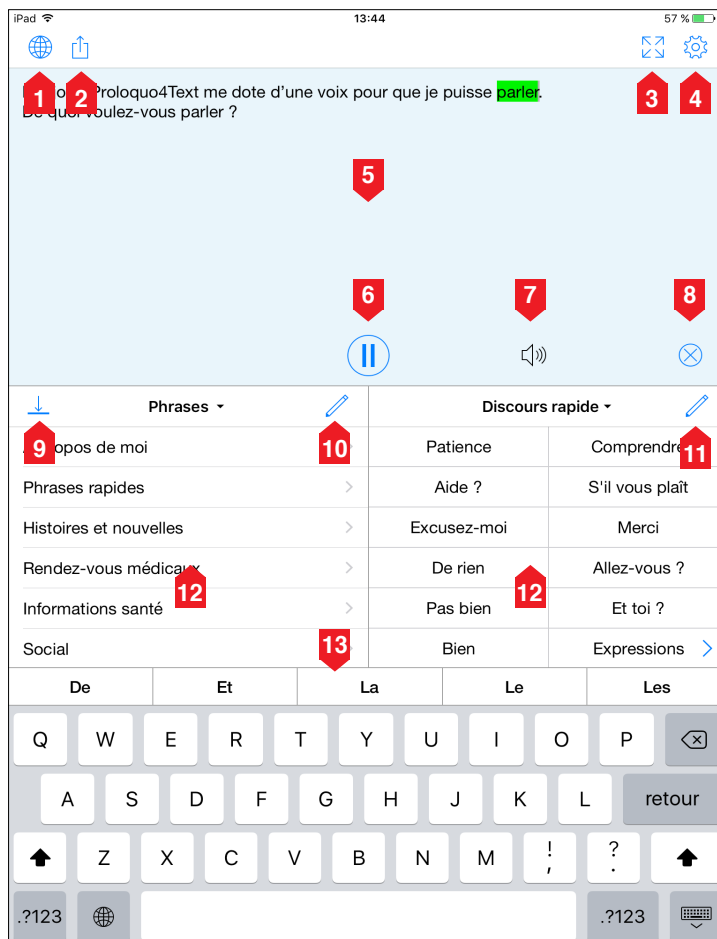 iPad 13:44 57 %
1 2 3 4
Proloquo4Text me dote d'une voix pour que je puisse parler.
voulez-vous parler ?
5
6 7 8
Phrases Discours rapide
9 10 11
propos de moi Patience Comprendre
Phrases rapides Aide ? S'il vous plaît
Histoires et nouvelles Excusez-moi Merci
Rendez-vous médicaux De rien Allez-vous ?
12 12
Informations santé Pas bien Et toi ?
13
Social Bien Expressions
De Et La Le Les
Q W E R T Y U I O P
A S D F G H J K L retour
Z X C V B N M ! , ? .
.?123 .?123